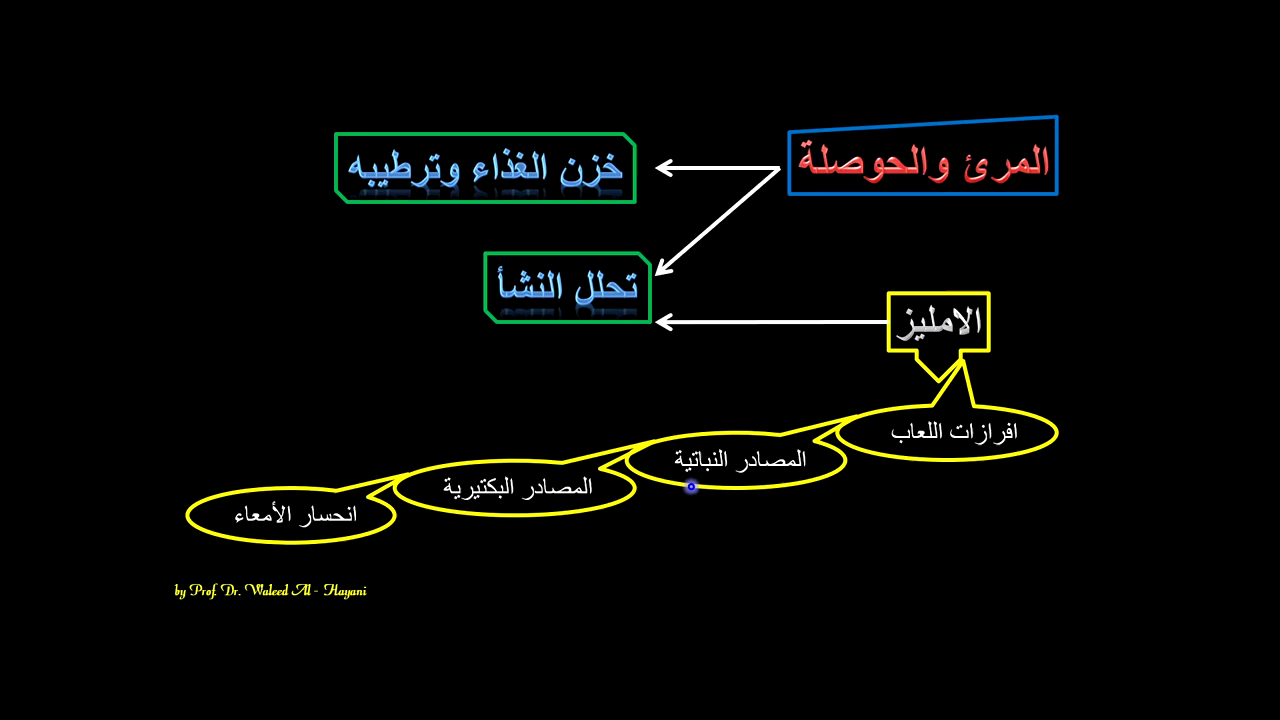 المرئ والحوصلة
خزن الغذاء وترطيبه
تحلل النشأ
الامليز
افرازات اللعاب
المصادر النباتية
المصادر البكتيرية
انحسار الأمعاء
by Prof. Dr. Waleed Al - Hayani